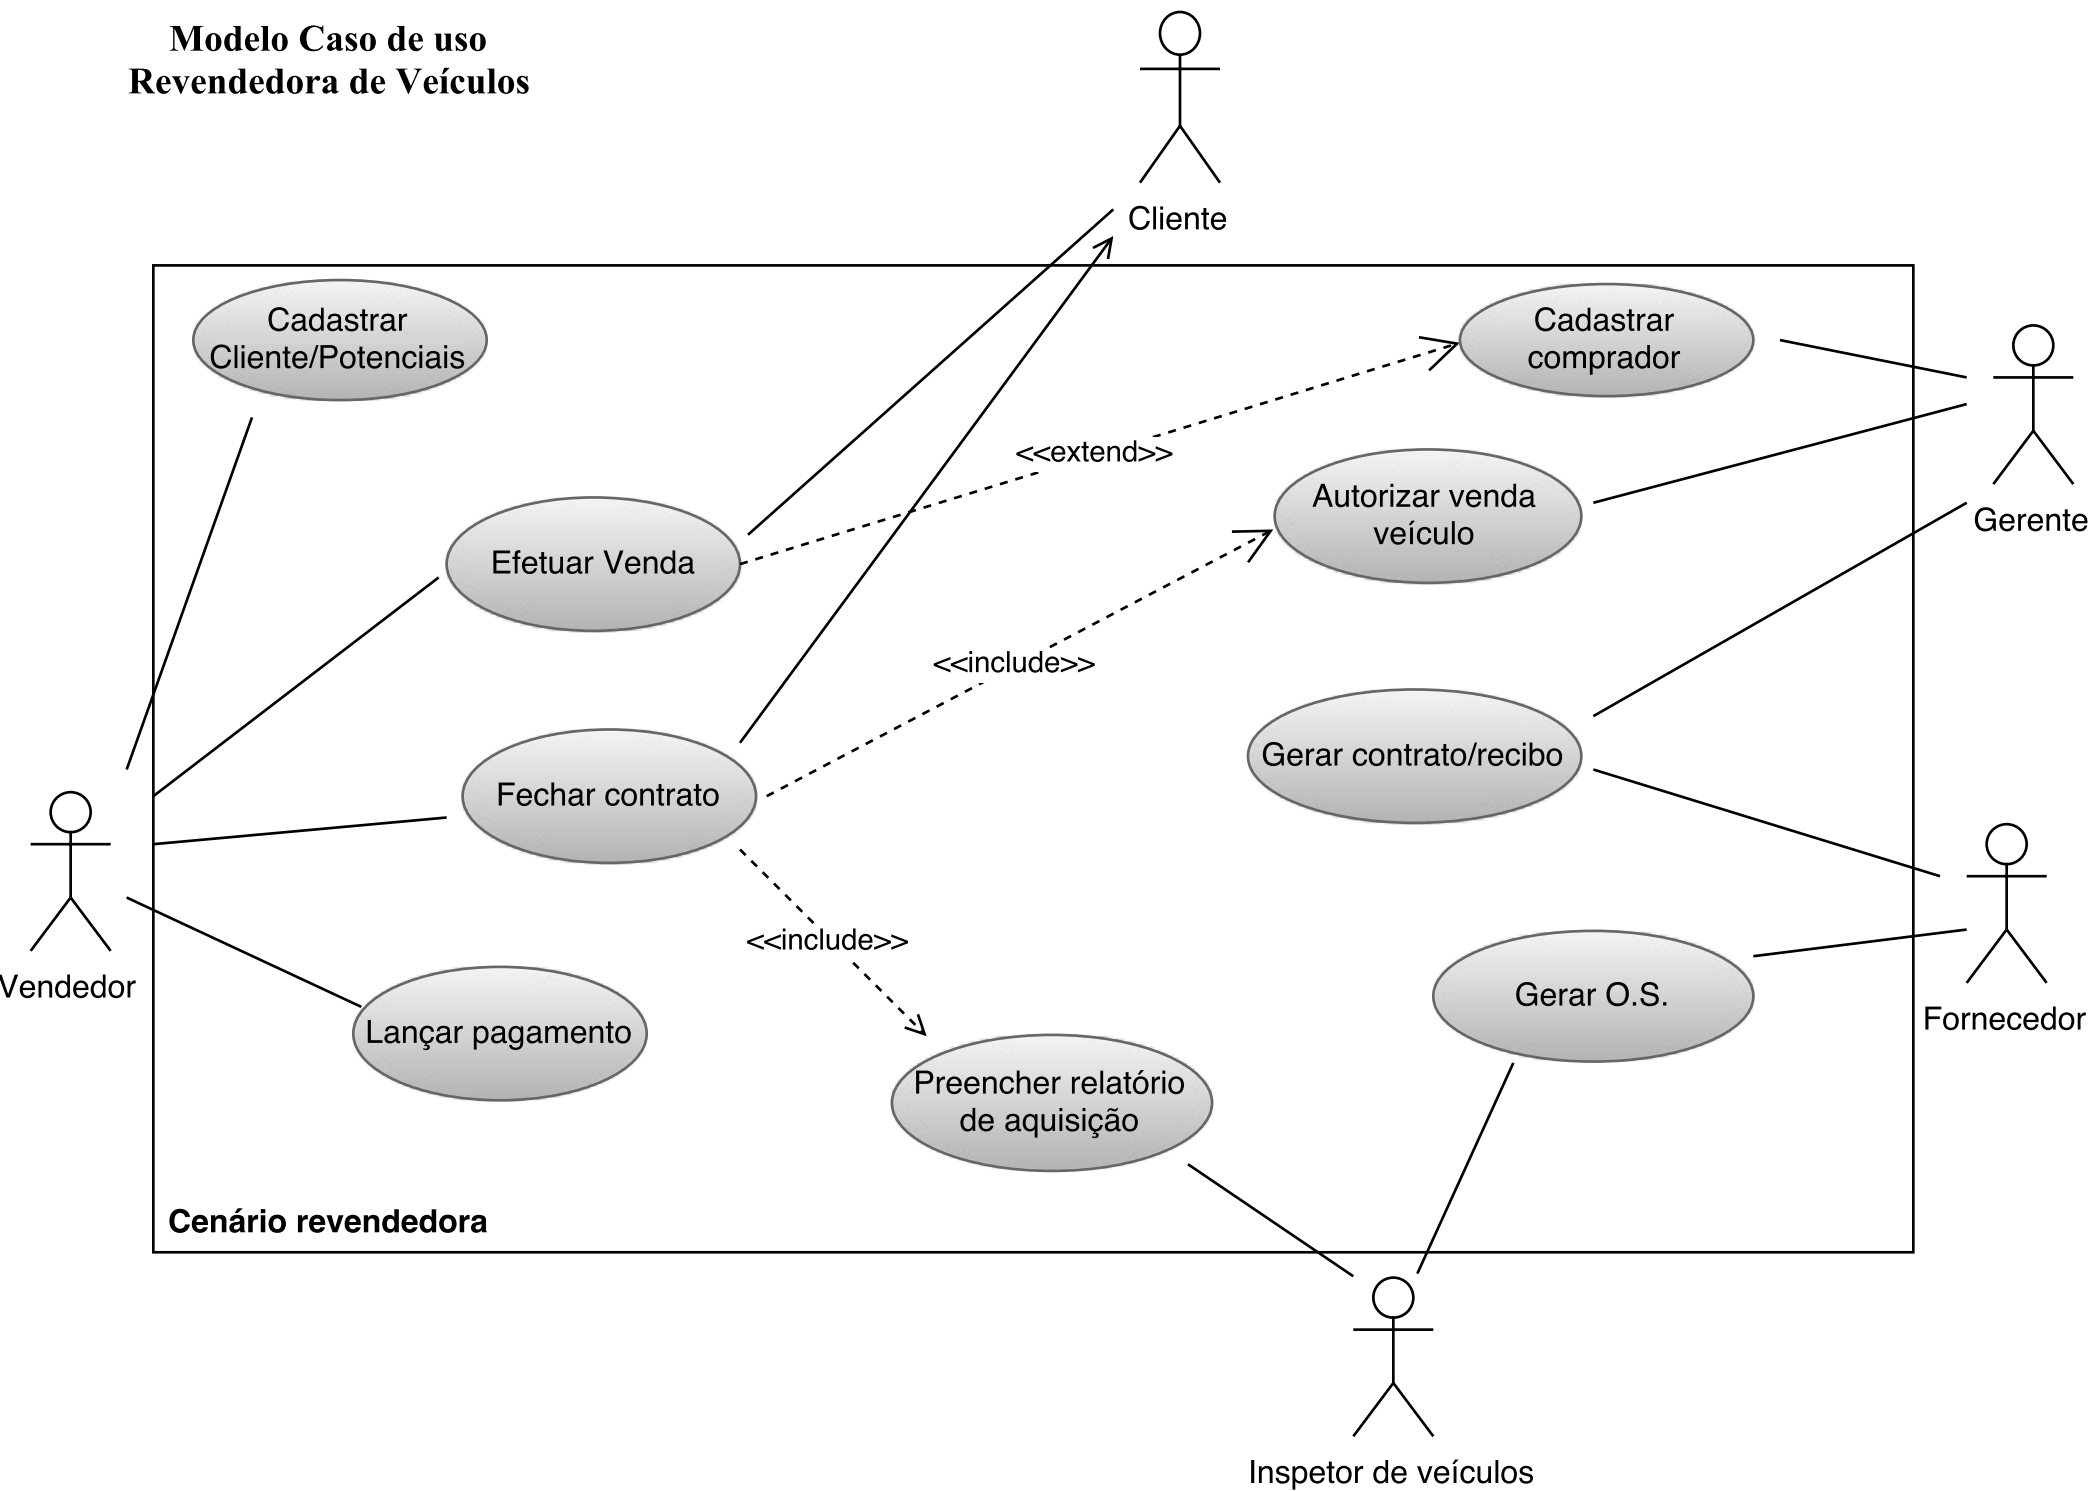 Modelo Caso de uso
Revendedora de Veículos
Cliente
Cadastrar
Cliente/Potenciais
Cadastrar
comprador
<<extend>>
Autorizar venda
veículo
Gerente
Efetuar Venda
<<include>>
Gerar contrato/recibo
Fechar contrato
<<include>>
Vendedor
Gerar O.S.
Fornecedor
Lançar pagamento
Preencher relatório
de aquisição
Cenário revendedora
Inspetor de veículos